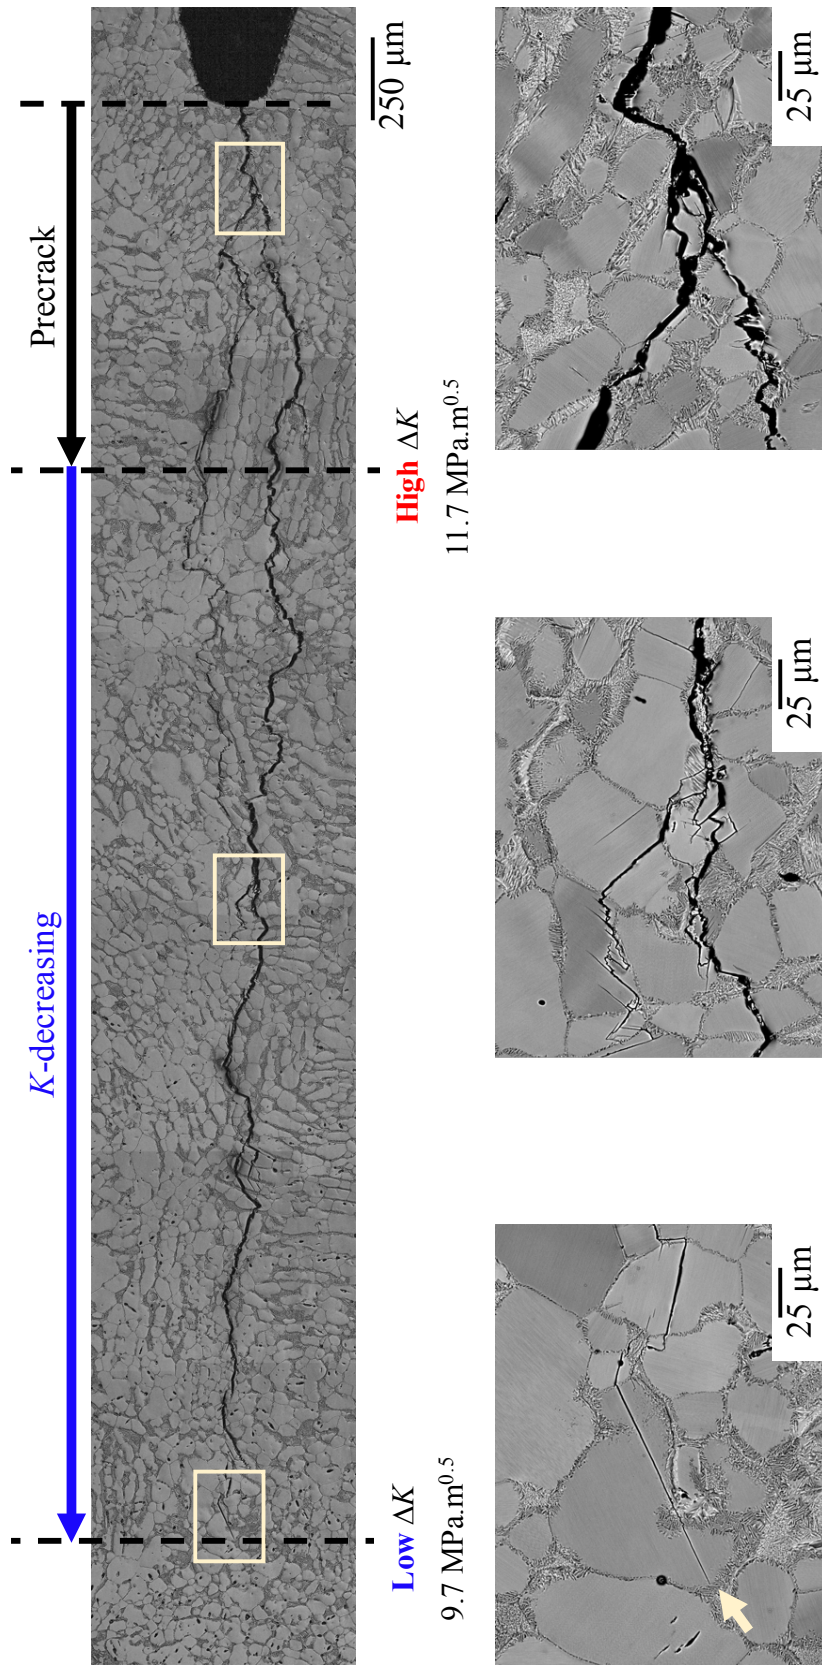 K-decreasing
Precrack
250 μm
Low ΔK
9.7 MPa.m0.5
High ΔK
11.7 MPa.m0.5
25 μm
25 μm
25 μm